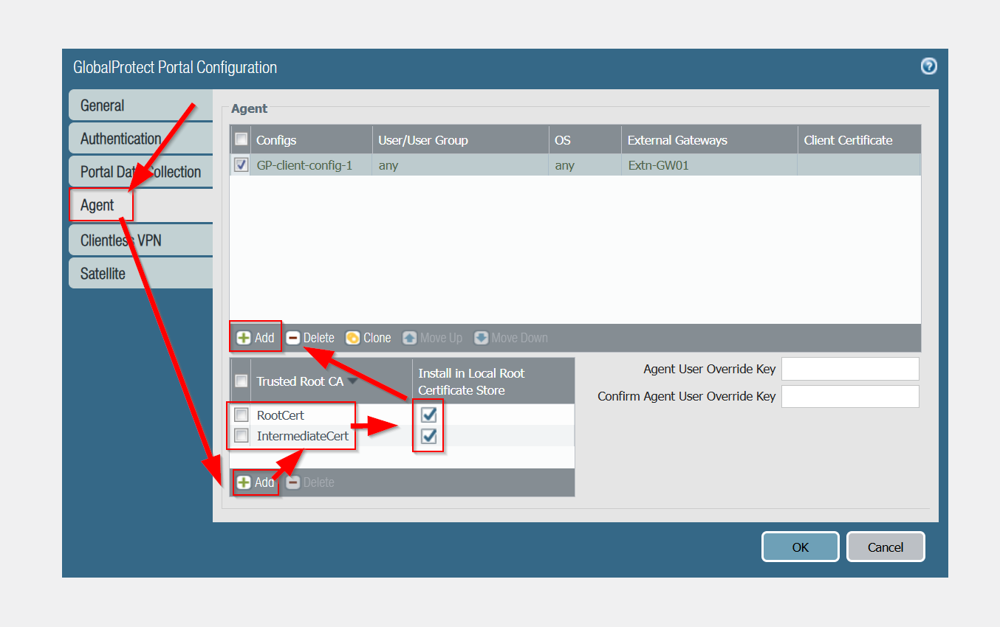 GlobalProtect Portal Configuration
?
General
Authentication
Portal Data Collection
Agent
Clientless VPN
Satellite
Agent
Configs User/User Group OS External Gateways Client Certificate
GP-client-config-1 any any Extn-GW01
Add Delete Clone Move Up Move Down
Trusted Root CA Install in Local Root
Certificate Store
RootCert
IntermediateCert
Add Delete
Agent User Override Key
Confirm Agent User Override Key
OK Cancel